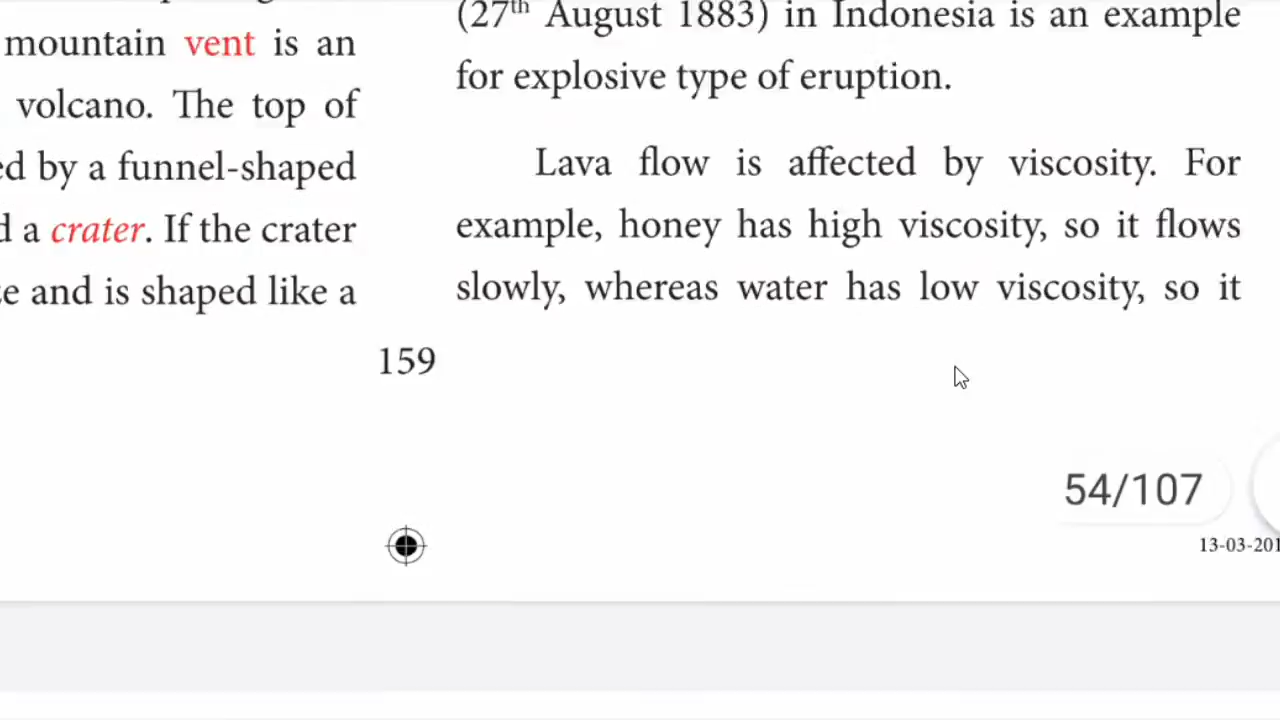 mountain vent is an
volcano. The top of
by a funnel-shaped
a crater. If the crater
and is shaped like a
(27th August 1883) in Indonesia is an example
for explosive type of eruption.
Lava flow is affected by viscosity. For
example, honey has high viscosity, so it flows
slowly, whereas water has low viscosity, so it
159
54/107
13-03-201